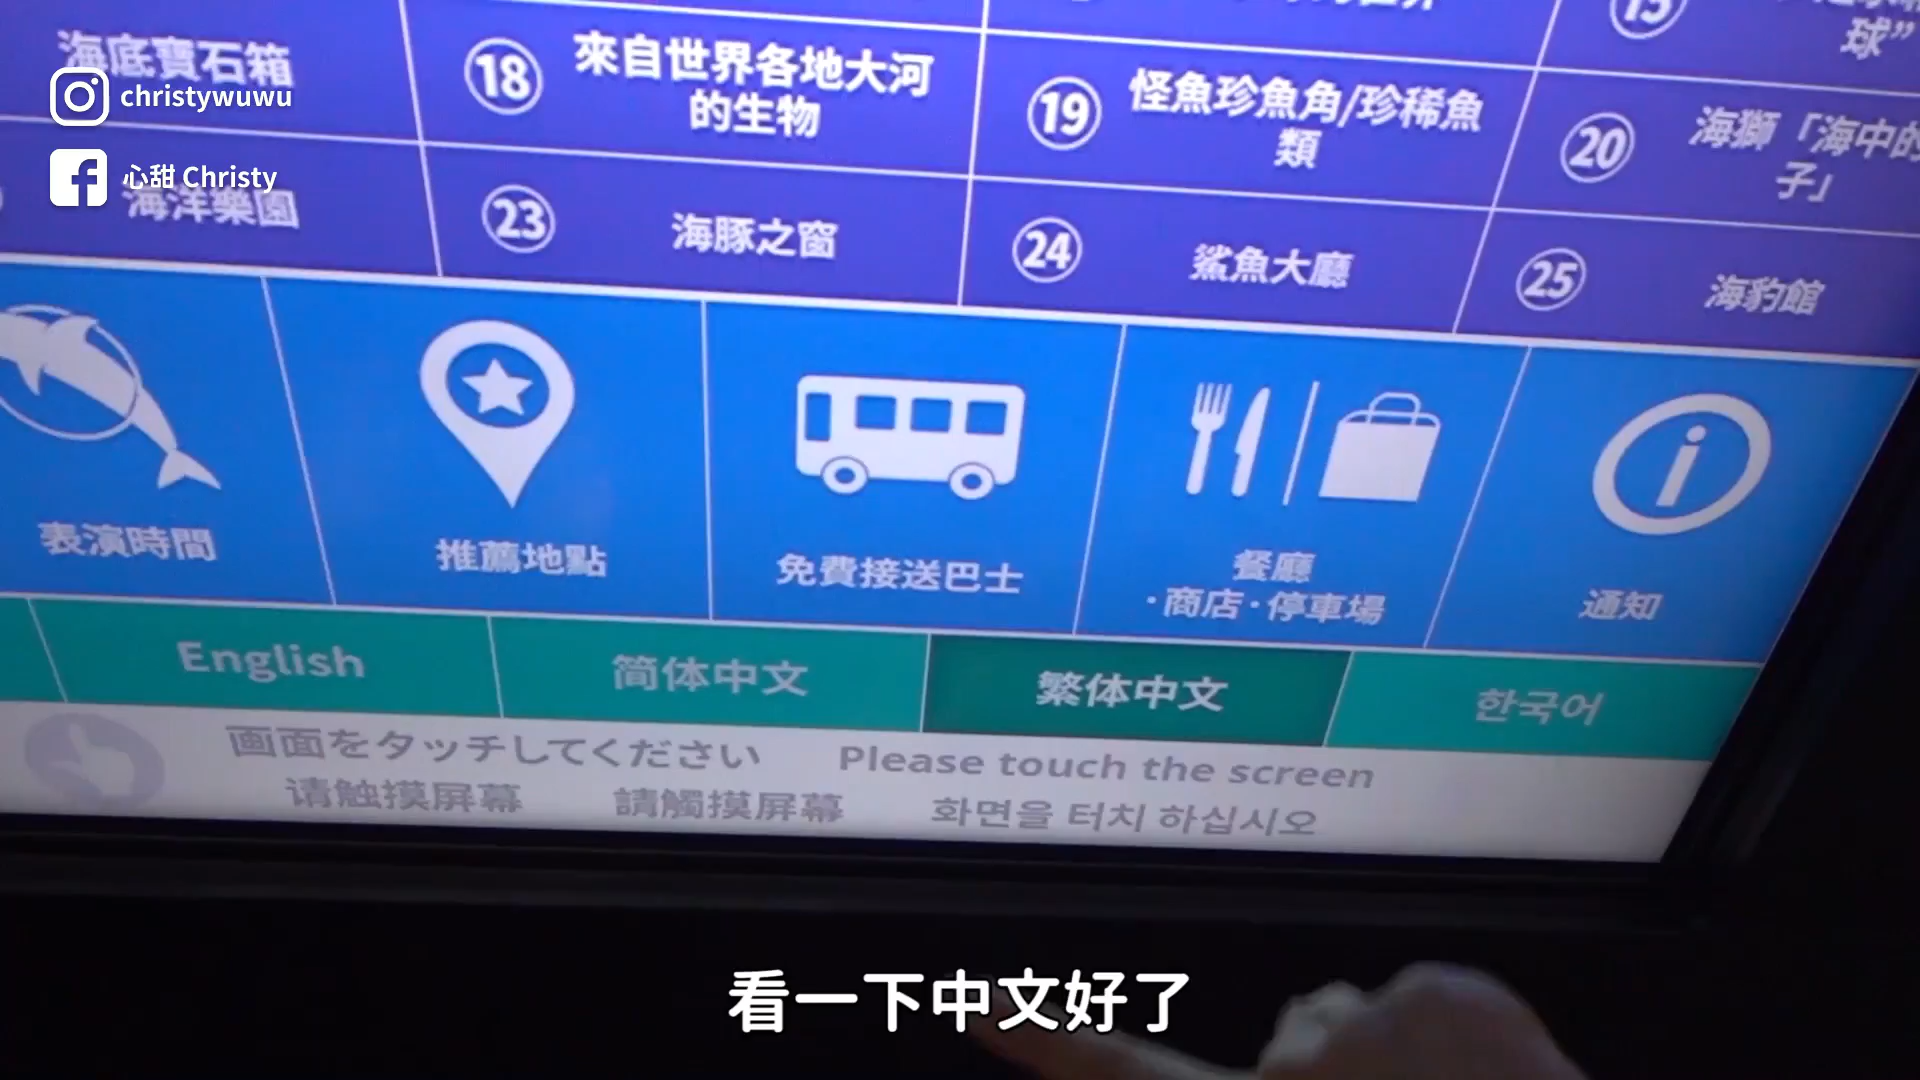 15
球”
海底寶石箱
christywuwu
18
來自世界各地大河
的生物
19
怪魚珍魚角/珍稀魚
類
20
海獅「海中的
子」
心甜 Christy
海洋樂園
23
海豚之窗
24
鯊魚大廳
25
海豹館
表演時間
推薦地點
免費接送巴士
餐廳
·商店·停車場
通知
English
简体中文
繁体中文
한국어
画面をタッチしてください
Please touch the screen
请触摸屏幕
請觸摸屏幕
화면을 터치 하십시오
看一下中文好了